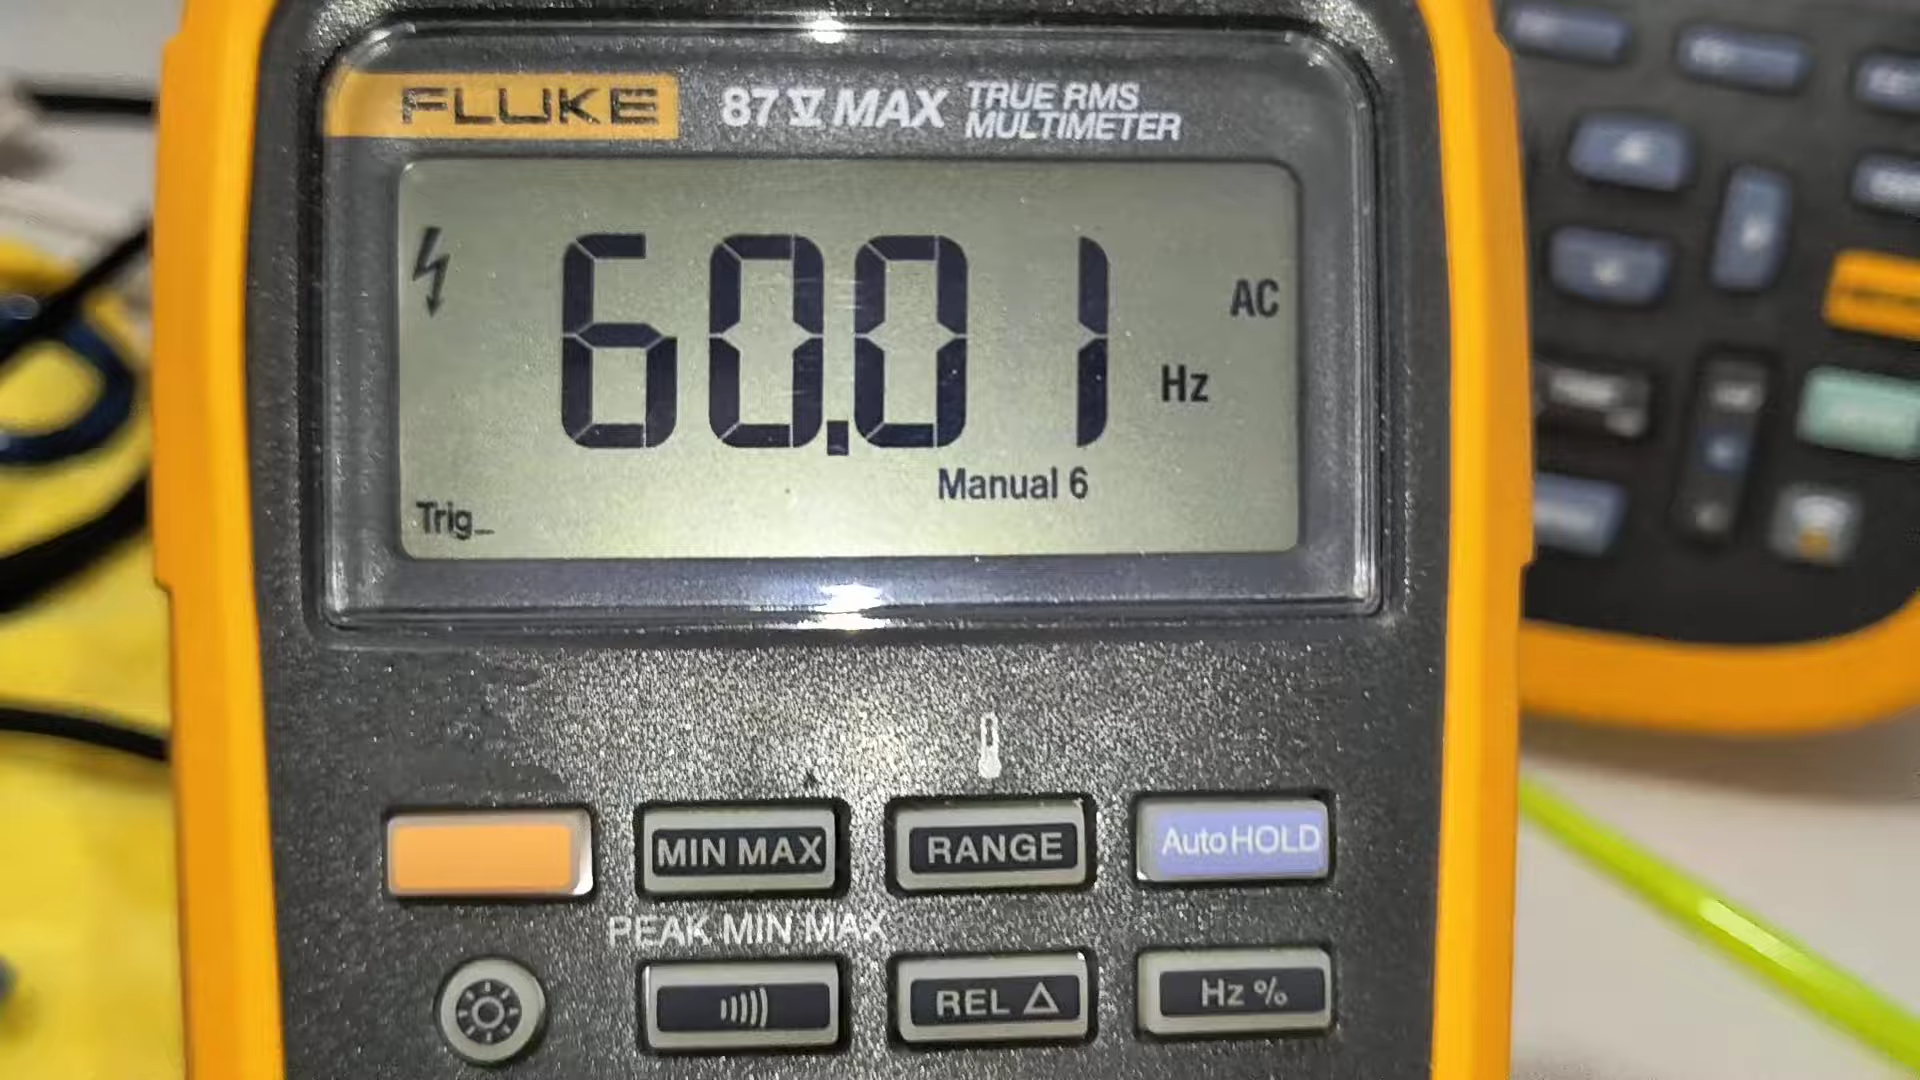 FLUKE 87 V MAX TRUE RMS
MULTIMETER
60.01
AC
Hz
Manual 6
Trig_
MIN MAX
RANGE
AutoHOLD
PEAK MIN MAX
REL △
Hz %